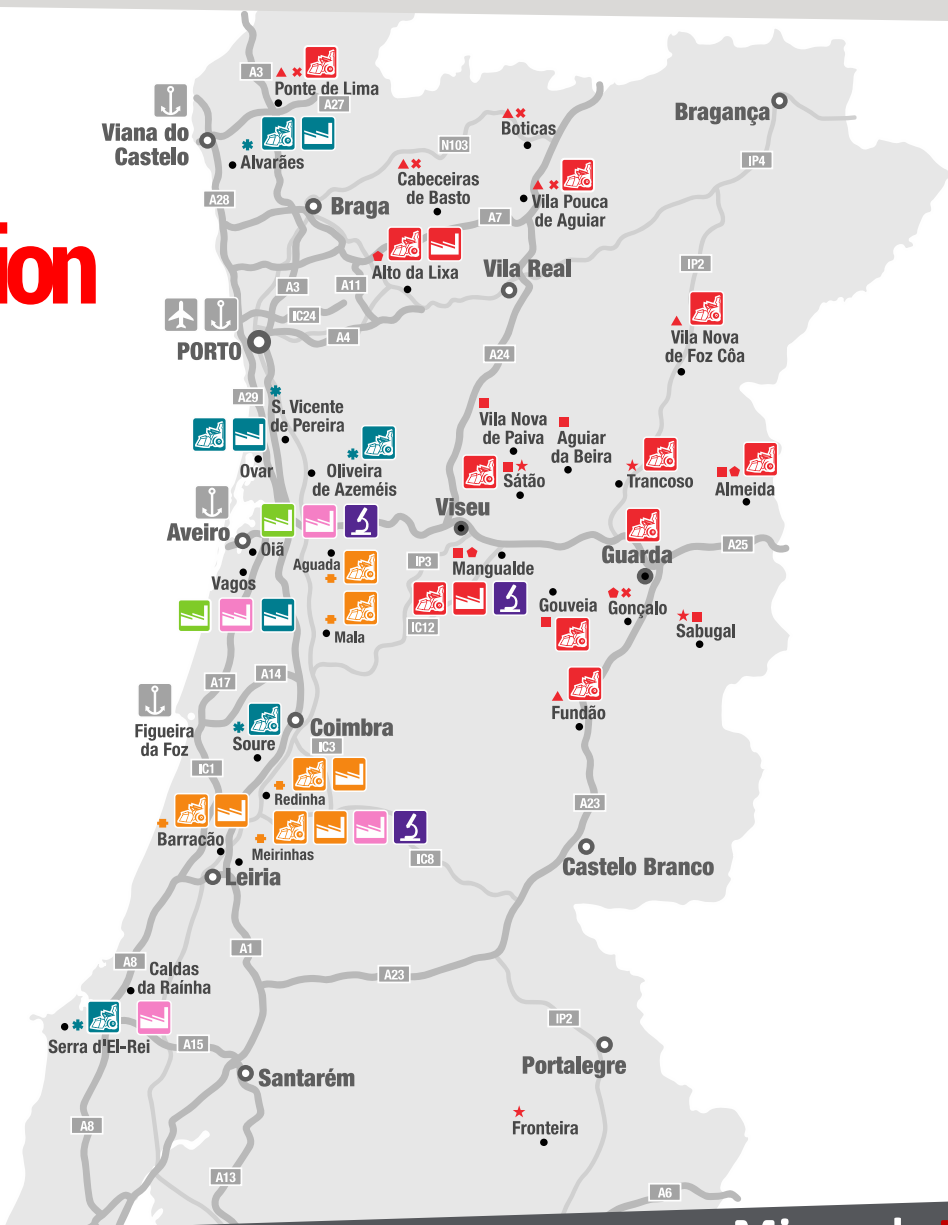 A3
Ponte de Lima
A27
Viana do
Castelo
Alvarães
N103
Boticas
Bragança
IP4
Cabeceiras
de Basto
A28
Braga
Vila Pouca
de Aguiar
A7
ion
Alto da Lixa
Vila Real
IP2
A3
A11
IC24
A4
PORTO
Vila Nova
de Foz Côa
A24
A29
S. Vicente
de Pereira
Vila Nova
de Paiva
Aguiar
da Beira
Ovar
Oliveira
de Azeméis
Sátão
Trancoso
Almeida
Viseu
Aveiro
Oiã
Guarda
A25
Aguada
IP3
Mangualde
Vagos
Gouveia
Gonçalo
IC12
Mala
Sabugal
A14
A17
Fundão
Figueira
da Foz
Soure
Coimbra
IC3
IC1
Redinha
A23
Barracão
Meirinhas
IC8
Castelo Branco
Leiria
A1
A8
Caldas
da Raínha
A23
IP2
Serra d'El-Rei
A15
Portalegre
Santarém
Fronteira
A8
A13
A6